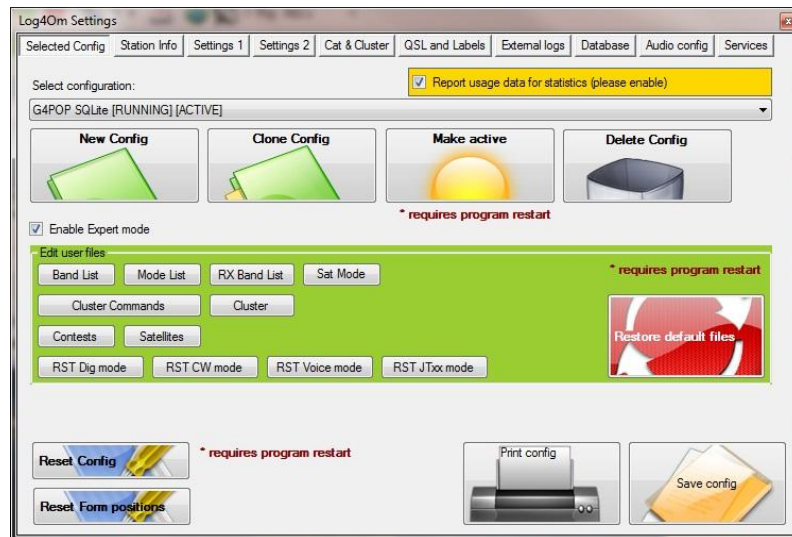 Log4Om Settings
Selected Config Station Info Settings 1 Settings 2 Cat & Cluster QSL and Labels External logs Database Audio config Services
Select configuration:
Report usage data for statistics (please enable)
G4POP SQLite [RUNNING] [ACTIVE]
New Config Clone Config Make active Delete Config
* requires program restart
Enable Expert mode
Edit user files
Band List Mode List RX Band List Sat Mode
* requires program restart
Cluster Commands Cluster
Contests Satellites
Restore default files
RST Dig mode RST CW mode RST Voice mode RST JTxx mode
Reset Config
* requires program restart
Print config
Save config
Reset Form positions